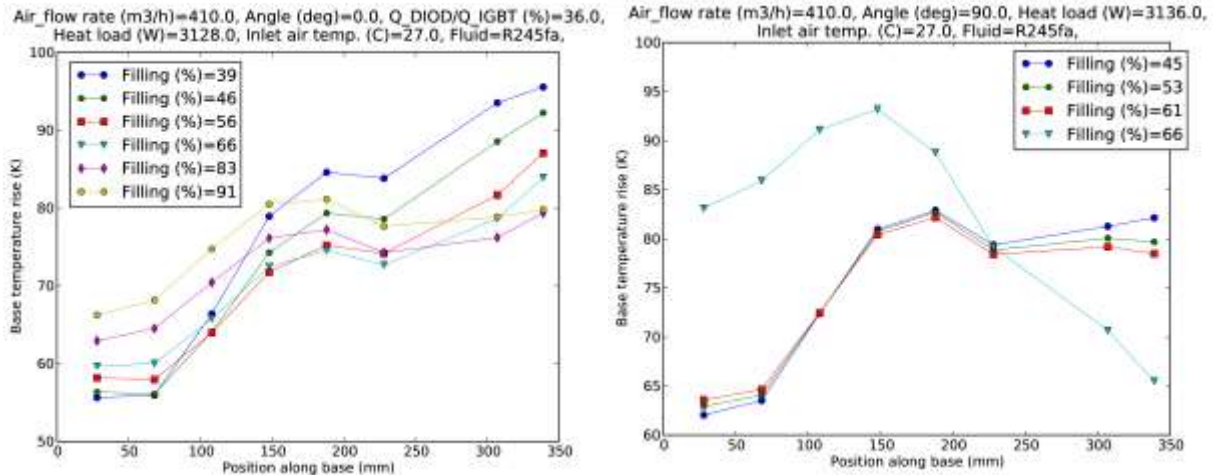 Air_flow rate (m3/h)=410.0, Angle (deg)=0.0, Q_DIOD/Q_IGBT (%)=36.0,
Heat load (W)=3128.0, Inlet air temp. (C)=27.0, Fluid=R245fa,
100
90
80
70
60
50
Base temperature rise (K)
Filling (%)=39
Filling (%)=46
Filling (%)=56
Filling (%)=66
Filling (%)=83
Filling (%)=91
0 50 100 150 200 250 300 350
Position along base (mm)
Air_flow rate (m3/h)=410.0, Angle (deg)=90.0, Heat load (W)=3136.0,
Inlet air temp. (C)=27.0, Fluid=R245fa,
100
95
90
85
80
75
70
65
60
Base temperature rise (K)
Filling (%)=45
Filling (%)=53
Filling (%)=61
Filling (%)=66
0 50 100 150 200 250 300 350
Position along base (mm)